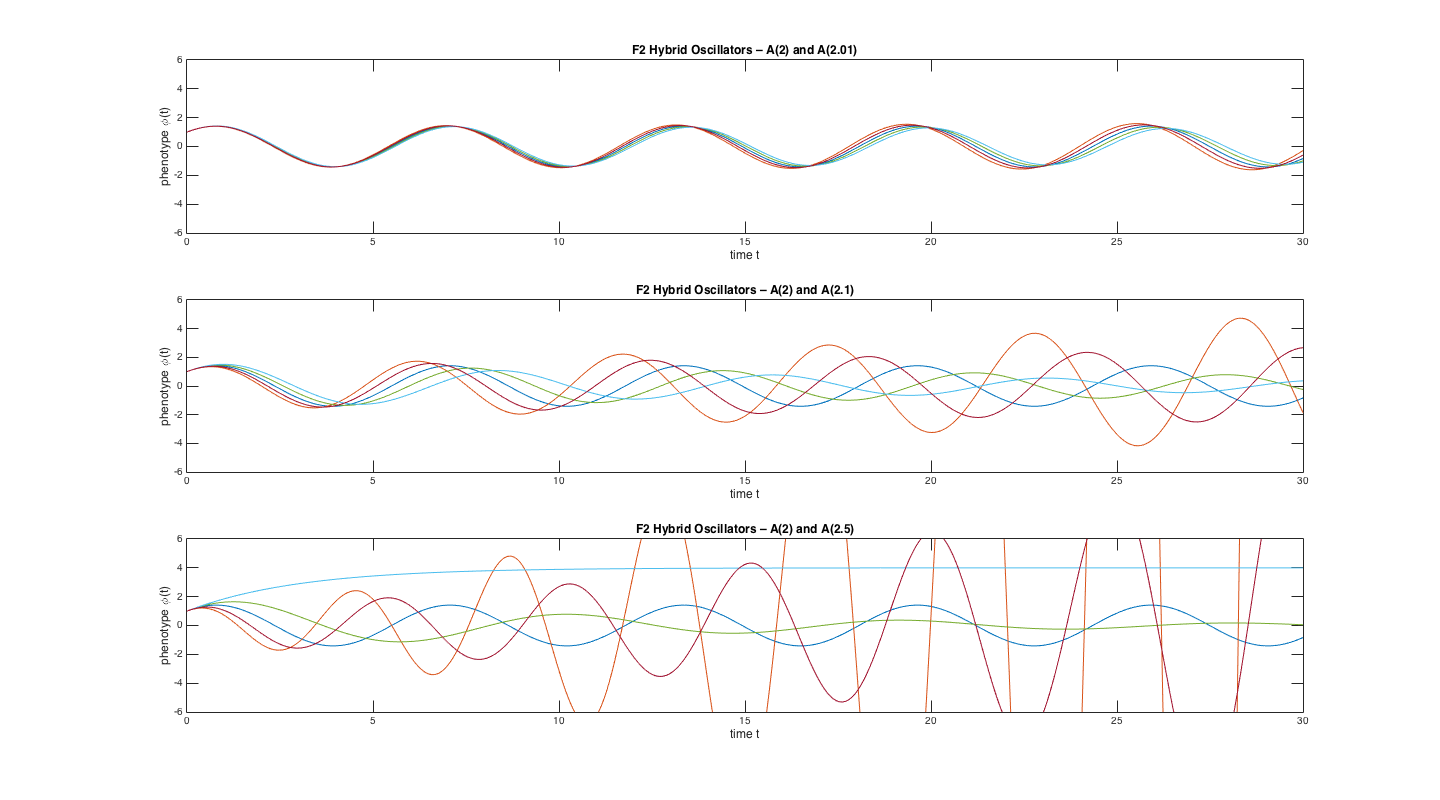 F2 Hybrid Oscillators – A(2) and A(2.01)
6
4
2
0
-2
-4
-6
phenotype ϕ(t)
0 5 10 15 20 25 30
time t
F2 Hybrid Oscillators – A(2) and A(2.1)
6
4
2
0
-2
-4
-6
phenotype ϕ(t)
0 5 10 15 20 25 30
time t
F2 Hybrid Oscillators – A(2) and A(2.5)
6
4
2
0
-2
-4
-6
phenotype ϕ(t)
0 5 10 15 20 25 30
time t